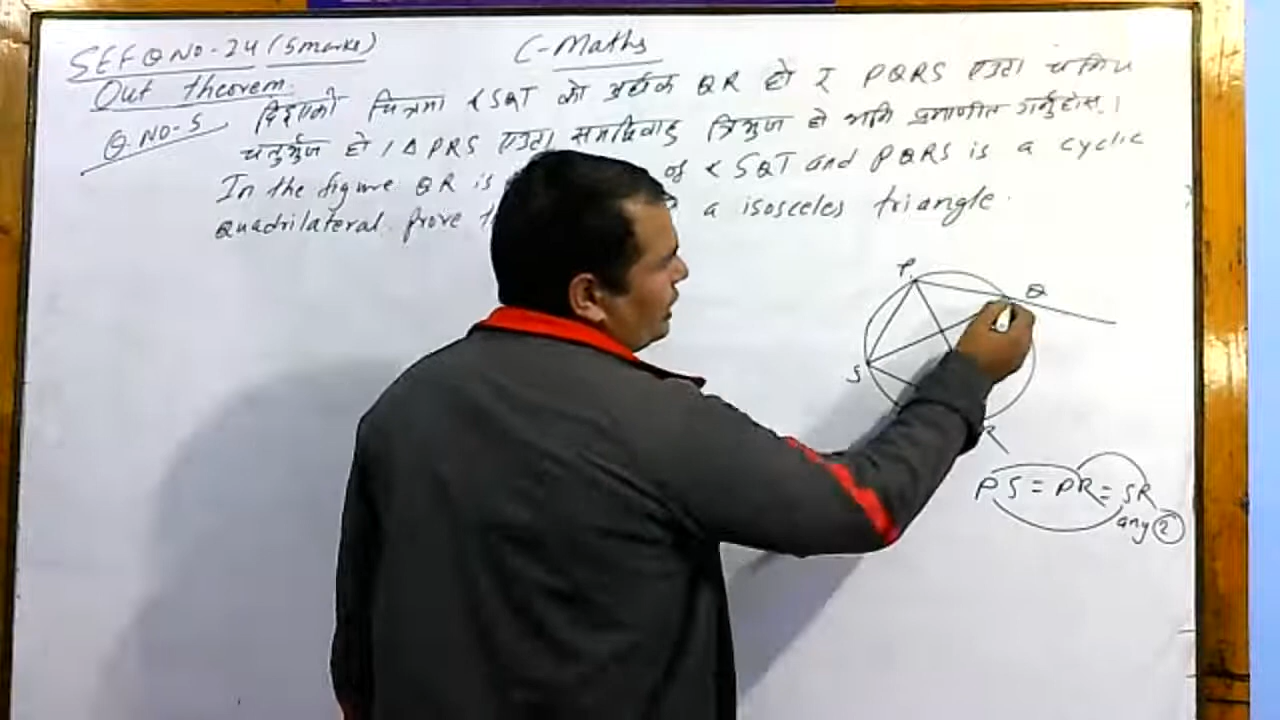 SEE Q NO-24 (5 marks)
C-Maths
Out theorem.
Q.NO-5
दिइएको चित्रमा ∠SQT को अर्धक QR हो र PQRS एउटा चक्रिय
चतुर्भुज हो / Δ PRS एउटा समद्विबाहु त्रिभुज हो भनि प्रमाणित गर्नुहोस् ।
In the figure QR is of ∠SQT and PQRS is a cyclic
Quadrilateral. Prove a isosceles triangle.
P
Q
S
R
PS = PR = SR
any 2